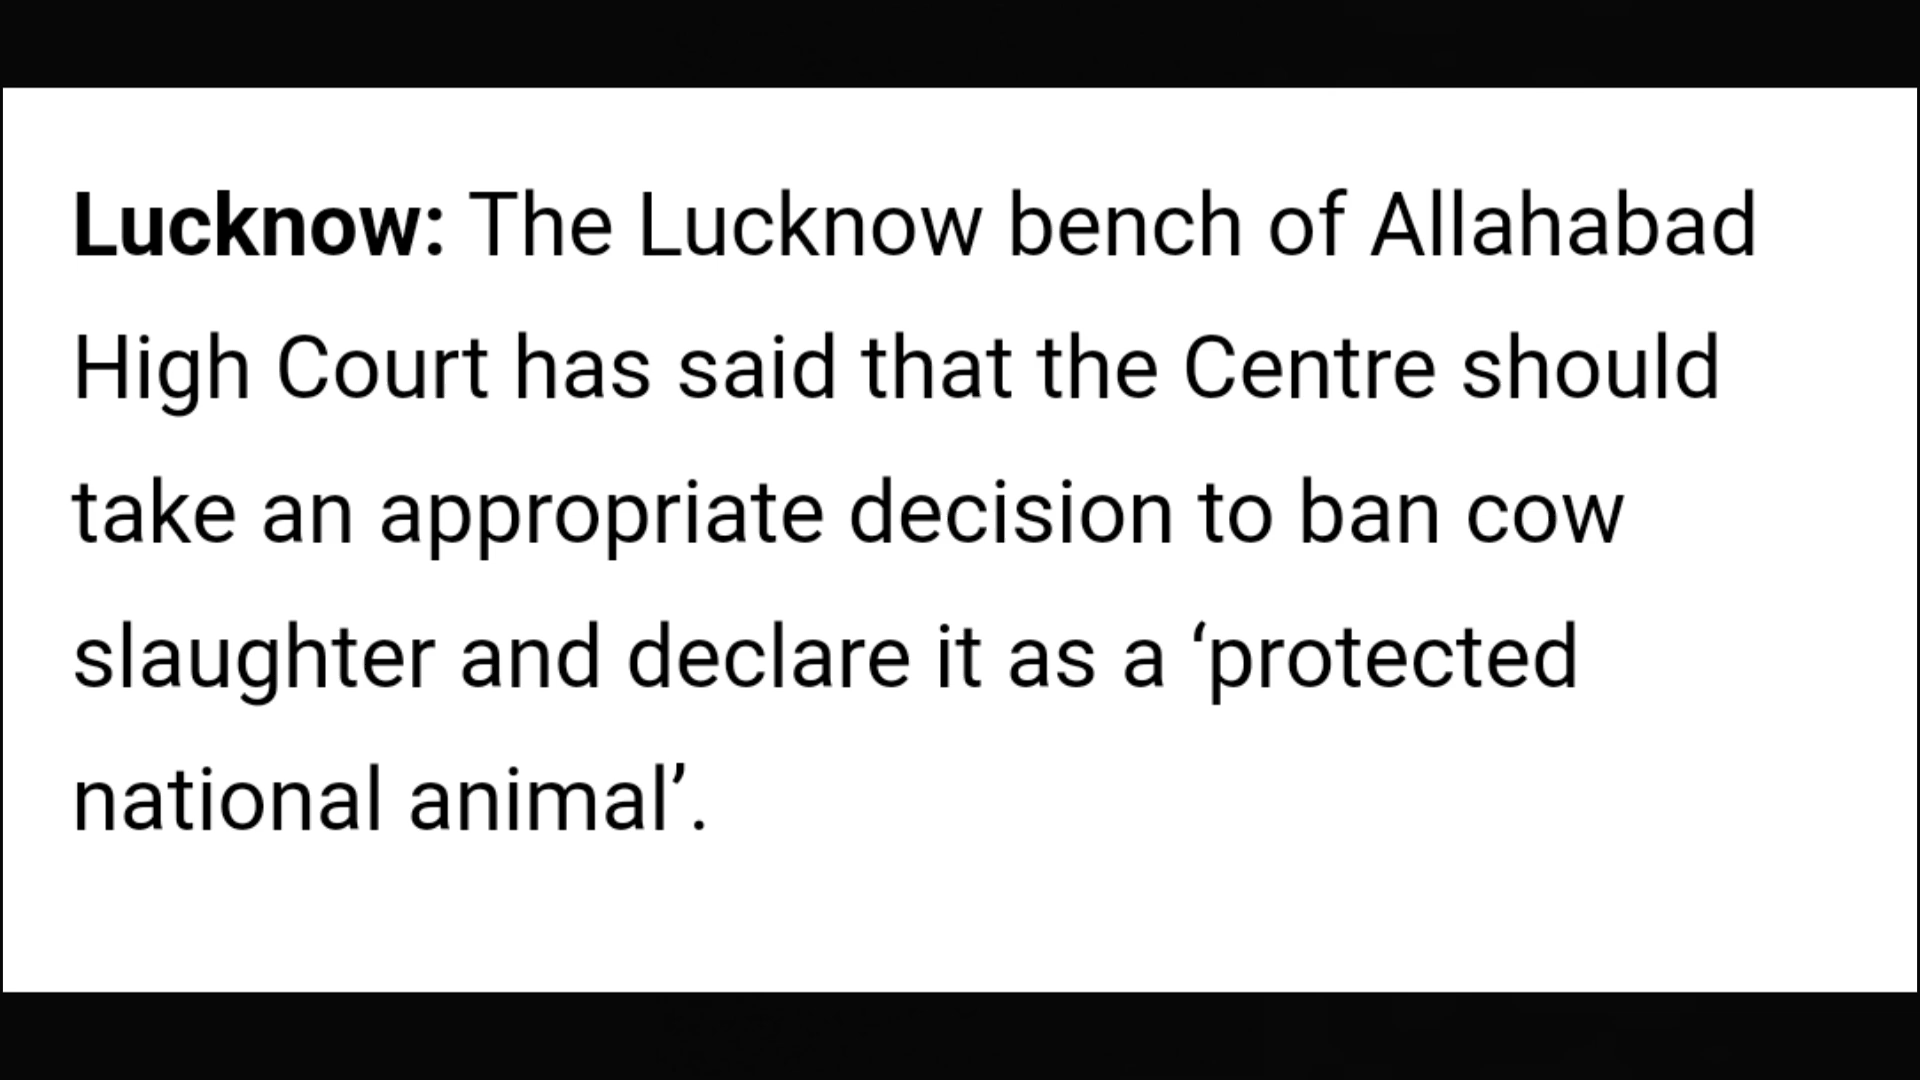 Lucknow: The Lucknow bench of Allahabad
High Court has said that the Centre should
take an appropriate decision to ban cow
slaughter and declare it as a ‘protected
national animal’.